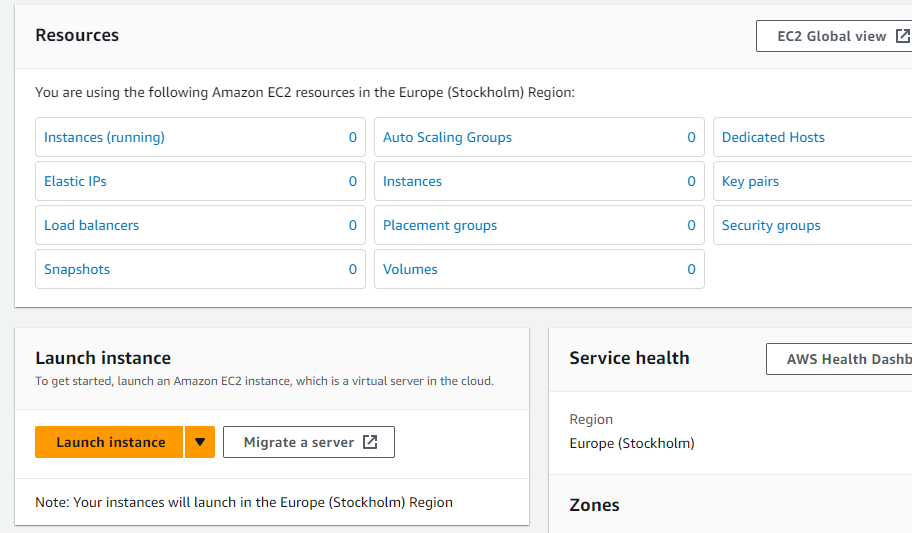 Resources
EC2 Global view
You are using the following Amazon EC2 resources in the Europe (Stockholm) Region:
Instances (running) 0
Auto Scaling Groups 0
Dedicated Hosts
Elastic IPs 0
Instances 0
Key pairs
Load balancers 0
Placement groups 0
Security groups
Snapshots 0
Volumes 0
Launch instance
To get started, launch an Amazon EC2 instance, which is a virtual server in the cloud.
Launch instance
Migrate a server
Note: Your instances will launch in the Europe (Stockholm) Region
Service health
AWS Health Dashb
Region
Europe (Stockholm)
Zones